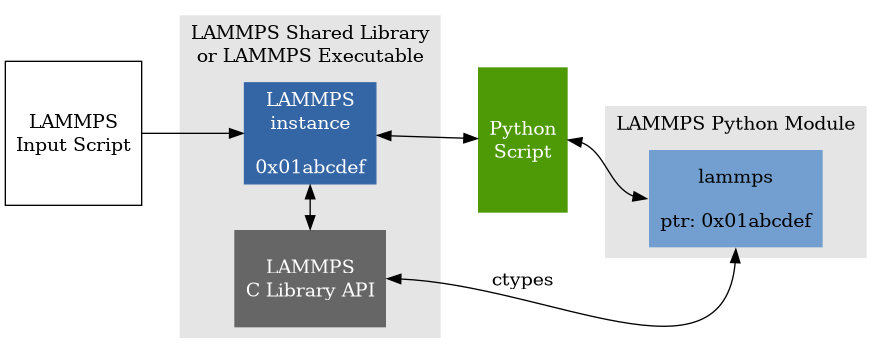 LAMMPS Shared Library
or LAMMPS Executable
LAMMPS
Input Script
LAMMPS
instance
0x01abcdef
LAMMPS
C Library API
Python
Script
LAMMPS Python Module
lammps
ptr: 0x01abcdef
ctypes